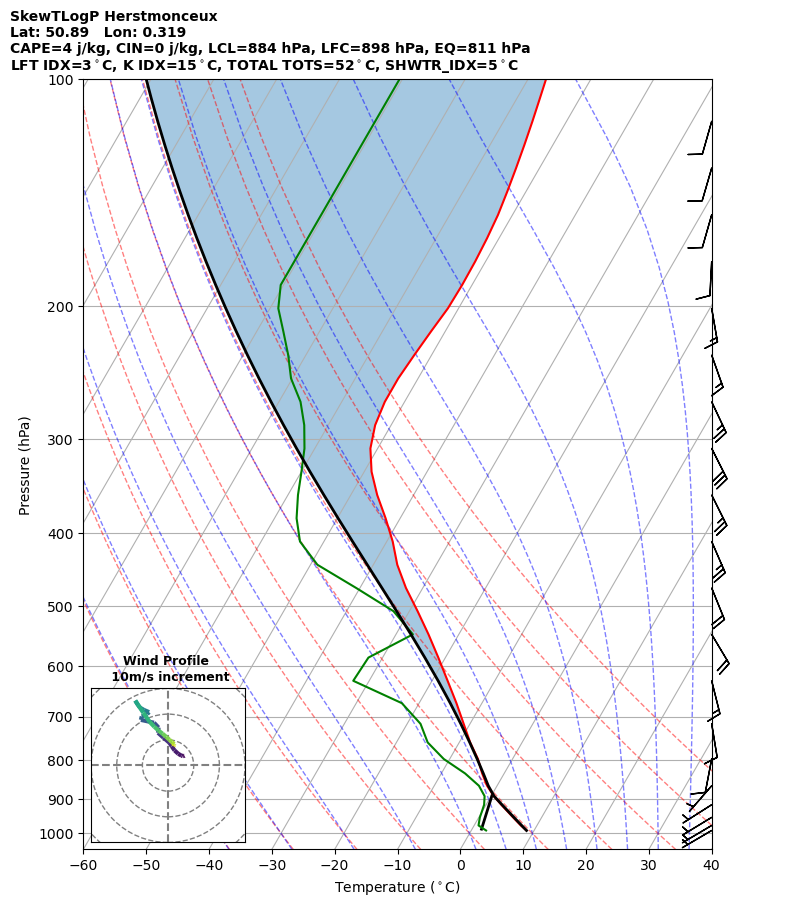 SkewTLogP Herstmonceux
Lat: 50.89   Lon: 0.319
CAPE=4 j/kg, CIN=0 j/kg, LCL=884 hPa, LFC=898 hPa, EQ=811 hPa
LFT IDX=3°C, K IDX=15°C, TOTAL TOTS=52°C, SHWTR_IDX=5°C
100
200
300
400
500
600
700
800
900
1000
Pressure (hPa)
Wind Profile
10m/s increment
−60 −50 −40 −30 −20 −10 0 10 20 30 40
Temperature (°C)